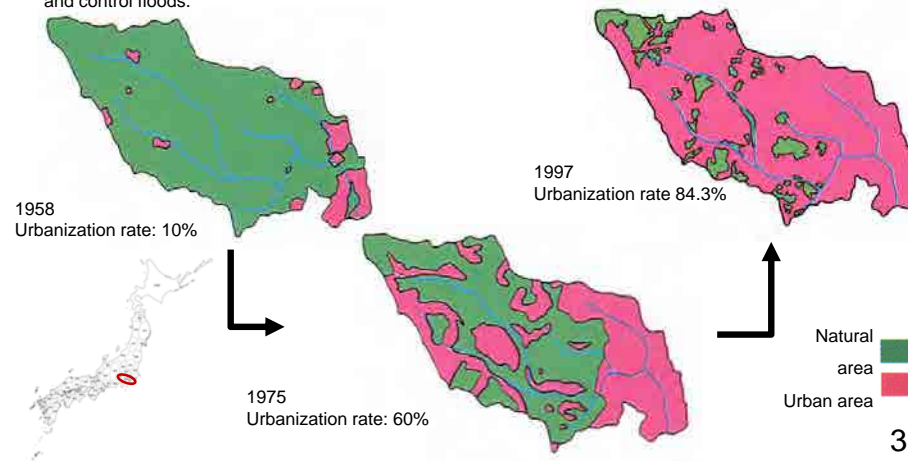 and control floods.
1958
Urbanization rate: 10%
1997
Urbanization rate 84.3%
1975
Urbanization rate: 60%
Natural
area
Urban area
3